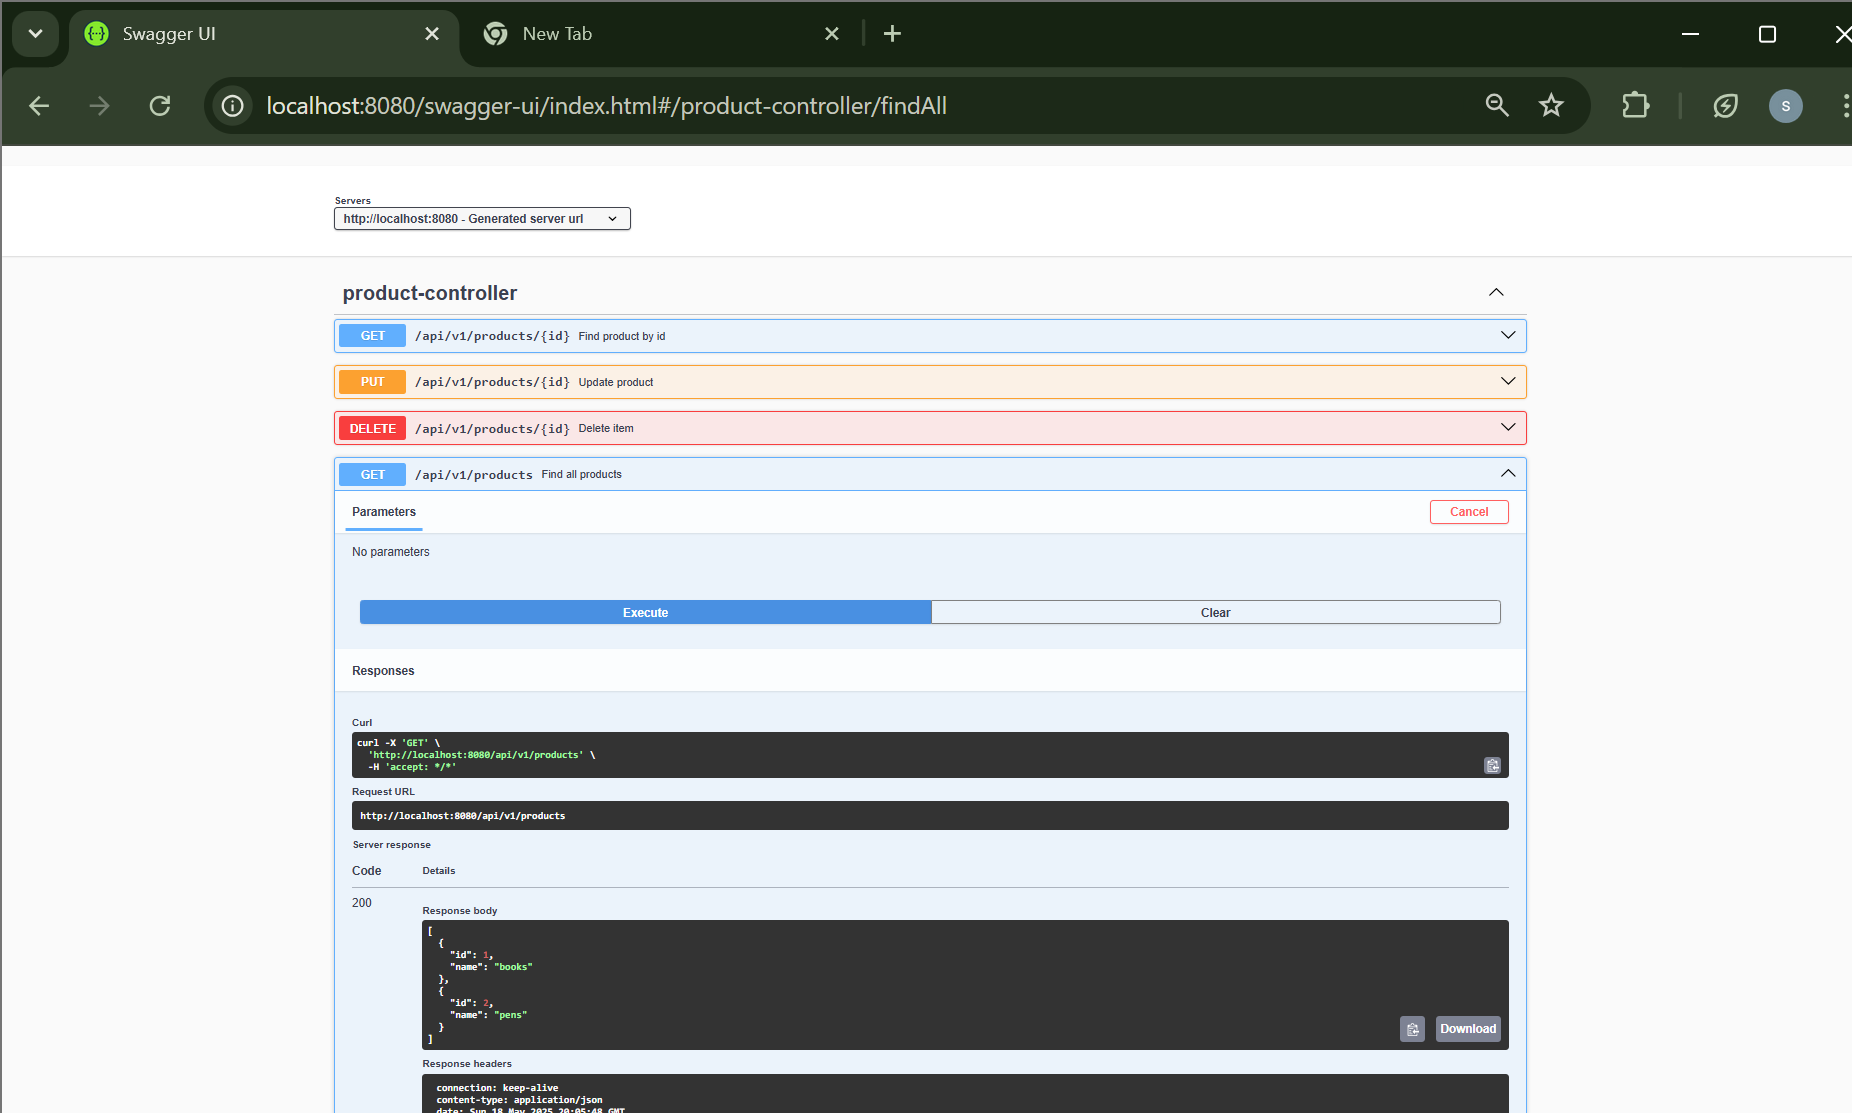 Swagger UI
New Tab
localhost:8080/swagger-ui/index.html#/product-controller/findAll
S
Servers
http://localhost:8080 - Generated server url
product-controller
GET /api/v1/products/{id} Find product by id
PUT /api/v1/products/{id} Update product
DELETE /api/v1/products/{id} Delete item
GET /api/v1/products Find all products
Parameters
Cancel
No parameters
Execute
Clear
Responses
Curl
curl -X 'GET' \
'http://localhost:8080/api/v1/products' \
-H 'accept: */*'
Request URL
http://localhost:8080/api/v1/products
Server response
Code Details
200
Response body
[
{
"id": 1,
"name": "books"
},
{
"id": 2,
"name": "pens"
}
]
Download
Response headers
connection: keep-alive
content-type: application/json
date: Sun,18 May 2025 20:05:48 GMT